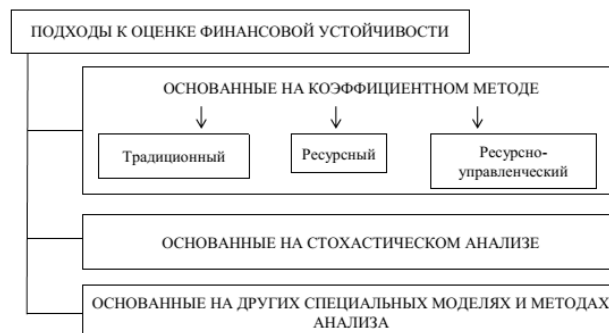 ПОДХОДЫ К ОЦЕНКЕ ФИНАНСОВОЙ УСТОЙЧИВОСТИ
ОСНОВАННЫЕ НА КОЭФФИЦИЕНТНОМ МЕТОДЕ
Традиционный
Ресурсный
Ресурсно-
управленческий
ОСНОВАННЫЕ НА СТОХАСТИЧЕСКОМ АНАЛИЗЕ
ОСНОВАННЫЕ НА ДРУГИХ СПЕЦИАЛЬНЫХ МОДЕЛЯХ И МЕТОДАХ
АНАЛИЗА